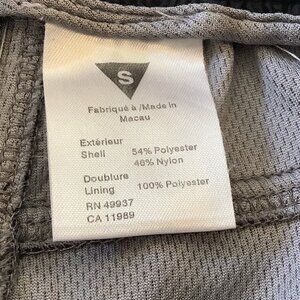 S
Fabriqué à /Made in
Macau
Extérieur
Shell 54% Polyester
46% Nylon
Doublure
Lining 100% Polyester
RN 49937
CA 11989